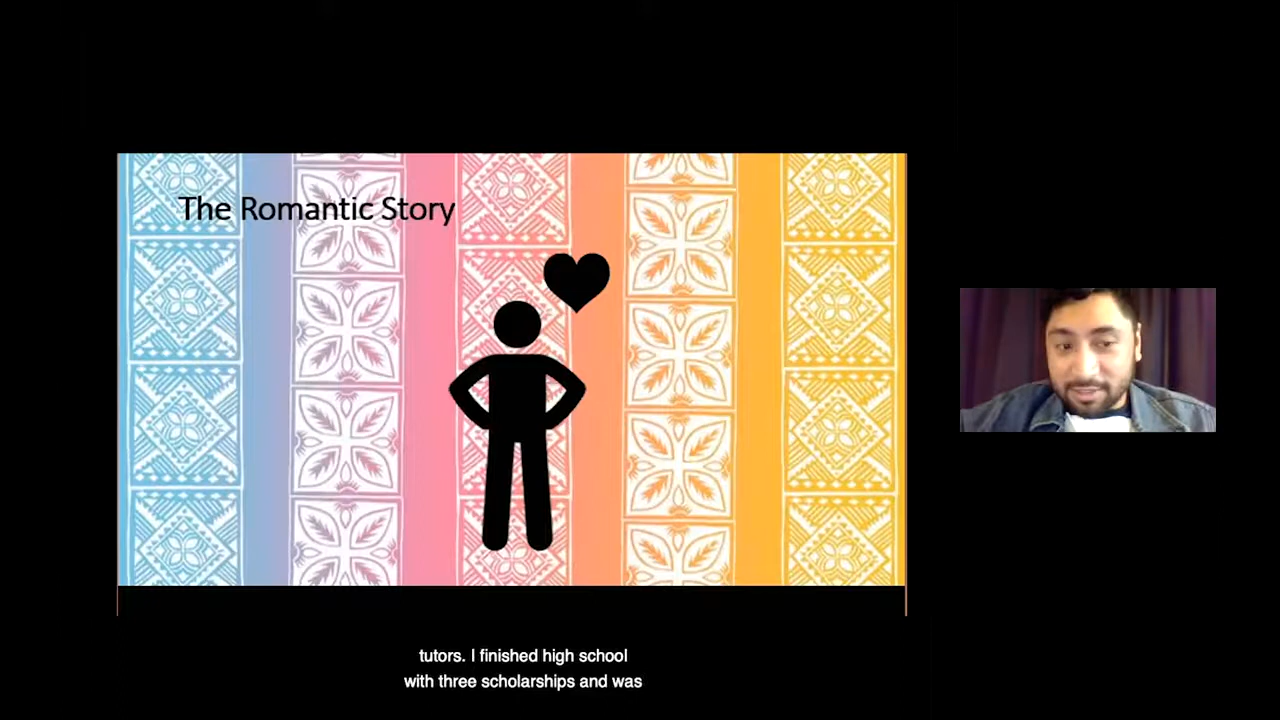 The Romantic Story
tutors. I finished high school
with three scholarships and was